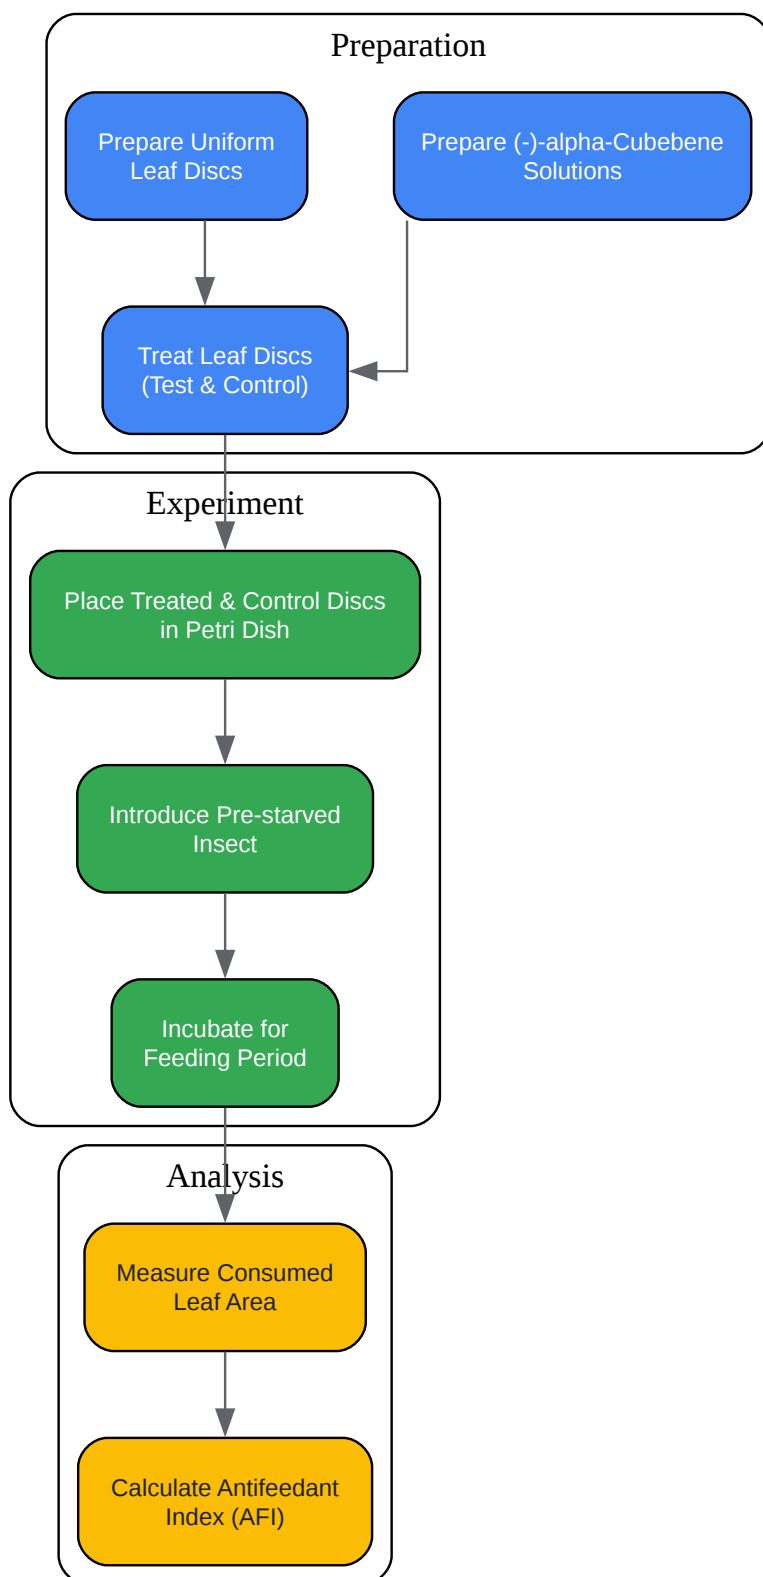 Preparation
Prepare Uniform
Leaf Discs
Prepare (-)-alpha-Cubebene
Solutions
Treat Leaf Discs
(Test & Control)
Experiment
Place Treated & Control Discs
in Petri Dish
Introduce Pre-starved
Insect
Incubate for
Feeding Period
Analysis
Measure Consumed
Leaf Area
Calculate Antifeedant
Index (AFI)